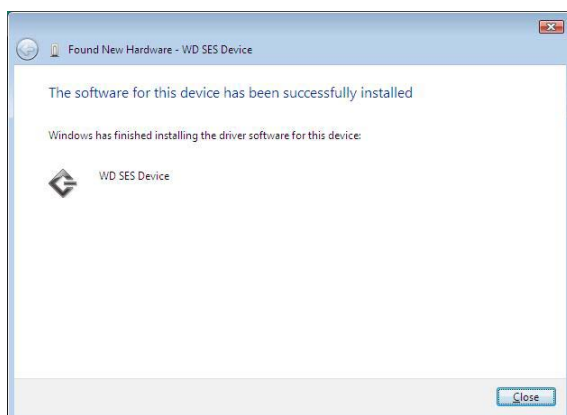 Found New Hardware - WD SES Device
The software for this device has been successfully installed
Windows has finished installing the driver software for this device:
WD SES Device
Close